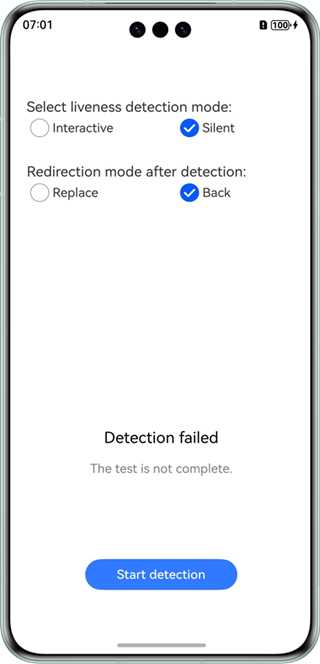 07:01
100
Select liveness detection mode:
Interactive
Silent
Redirection mode after detection:
Replace
Back
Detection failed
The test is not complete.
Start detection